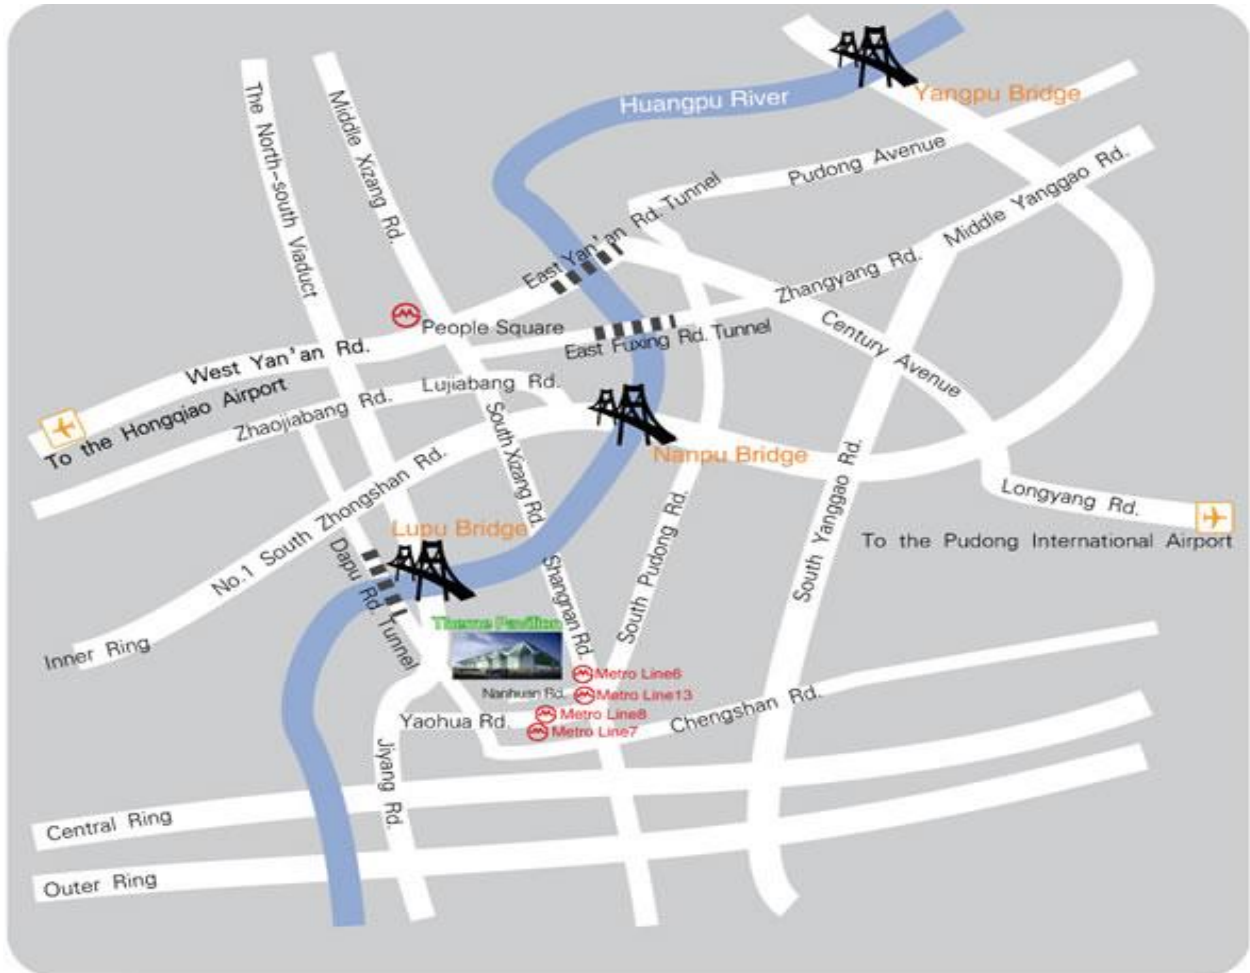 Huangpu River
Yangpu Bridge
The North-south Viaduct
Middle Xizang Rd.
Pudong Avenue
Middle Yanggao Rd.
East Yan'an Rd. Tunnel
Zhangyang Rd.
People Square
East Fuxing Rd. Tunnel
Century Avenue
West Yan'an Rd.
To the Hongqiao Airport
Lujiabang Rd.
Zhaojiabang Rd.
South Xizang Rd.
Nanpu Bridge
No.1 South Zhongshan Rd.
South Yanggao Rd.
Longyang Rd.
To the Pudong International Airport
Lupu Bridge
Dapu Rd. Tunnel
Shangnan Rd.
South Pudong Rd.
Theme Pavilion
Inner Ring
Metro Line6
Nanhuan Rd.
Metro Line13
Yaohua Rd.
Metro Line8
Metro Line7
Chengshan Rd.
Jiyang Rd.
Central Ring
Outer Ring